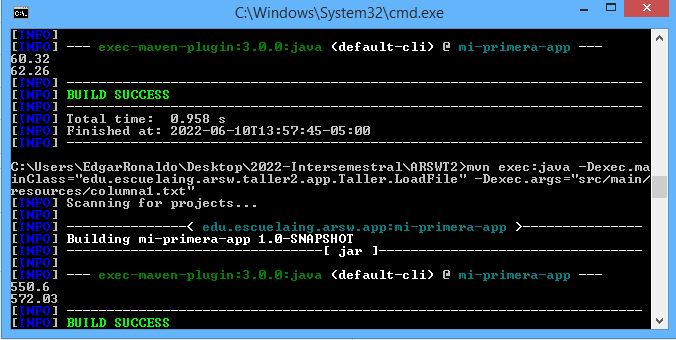 C:\Windows\System32\cmd.exe
[INFO]
[INFO] --- exec-maven-plugin:3.0.0:java (default-cli) @ mi-primera-app ---
60.32
62.26
[INFO] ------------------------------------------------------------------------
[INFO] BUILD SUCCESS
[INFO] ------------------------------------------------------------------------
[INFO] Total time:  0.958 s
[INFO] Finished at: 2022-06-10T13:57:45-05:00
[INFO] ------------------------------------------------------------------------
C:\Users\EdgarRonaldo\Desktop\2022-Intersemestral\ARSWT2>mvn exec:java -Dexec.ma
inClass="edu.escuelaing.arsw.taller2.app.Taller.LoadFile" -Dexec.args="src/main/
resources/columna1.txt"
[INFO] Scanning for projects...
[INFO]
[INFO] ---------------< edu.escuelaing.arsw.app:mi-primera-app >---------------
[INFO] Building mi-primera-app 1.0-SNAPSHOT
[INFO] --------------------------------[ jar ]---------------------------------
[INFO]
[INFO] --- exec-maven-plugin:3.0.0:java (default-cli) @ mi-primera-app ---
550.6
572.03
[INFO] ------------------------------------------------------------------------
[INFO] BUILD SUCCESS